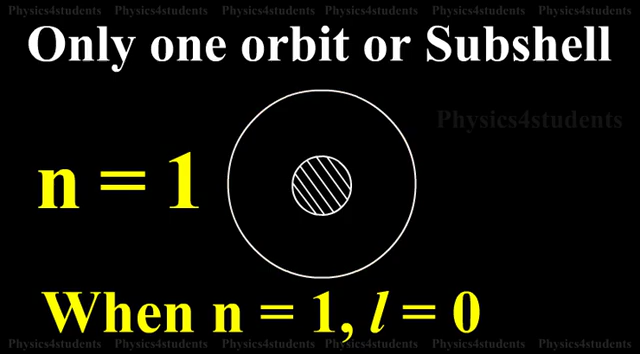 Physics4students Physics4students Physics4students Physics4students Physics4students Physics4students
Only one orbit or Subshell
Physics4students
n = 1
When n = 1, l = 0
Physics4students Physics4students Physics4students Physics4students Physics4students Physics4students